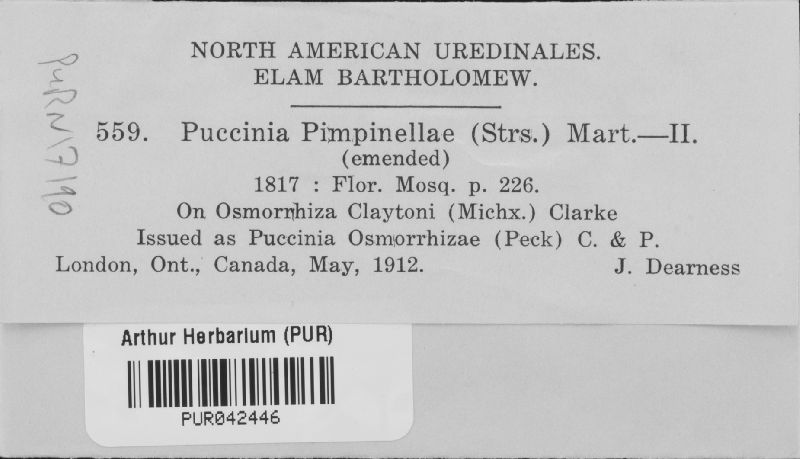 NORTH AMERICAN UREDINALES.
ELAM BARTHOLOMEW.
559. Puccinia Pimpinellae (Strs.) Mart.—II.
(emended)
1817 : Flor. Mosq. p. 226.
On Osmorrhiza Claytoni (Michx.) Clarke
Issued as Puccinia Osmorrhizae (Peck) C. & P.
London, Ont., Canada, May, 1912. J. Dearness
PURN17190
Arthur Herbarium (PUR)
PUR042446